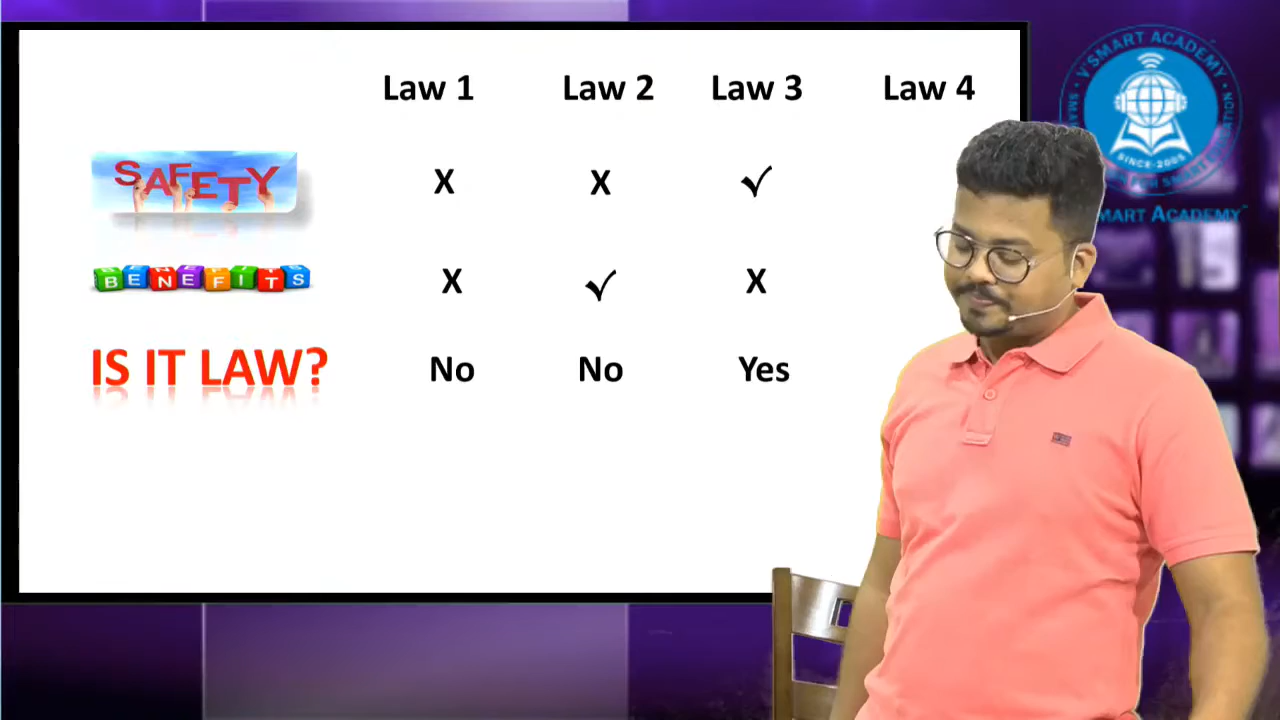 Law 1 Law 2 Law 3 Law 4
SAFETY X X ✓
BENEFITS X ✓ X
IS IT LAW? No No Yes
V'SMART ACADEMY
SINCE-2005
SMART ACADEMY